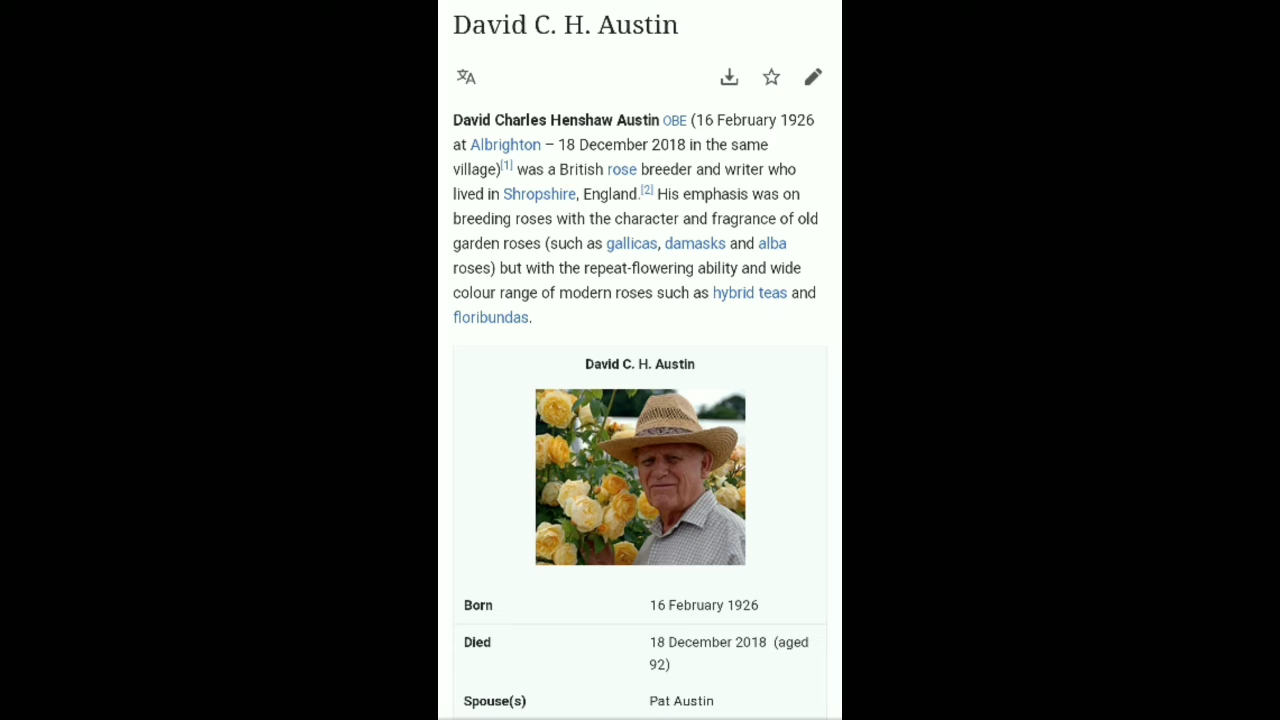 David C. H. Austin
David Charles Henshaw Austin OBE (16 February 1926
at Albrighton – 18 December 2018 in the same
village)[1] was a British rose breeder and writer who
lived in Shropshire, England.[2] His emphasis was on
breeding roses with the character and fragrance of old
garden roses (such as gallicas, damasks and alba
roses) but with the repeat-flowering ability and wide
colour range of modern roses such as hybrid teas and
floribundas.
David C. H. Austin
Born 16 February 1926
Died 18 December 2018 (aged
92)
Spouse(s) Pat Austin